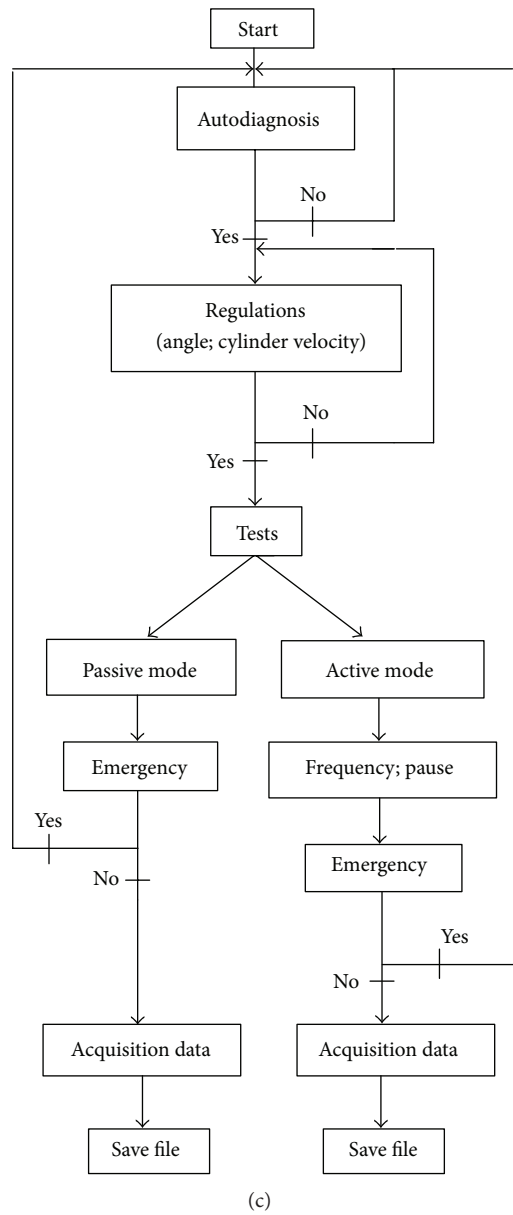 Start
Autodiagnosis
No
Yes
Regulations
(angle; cylinder velocity)
No
Yes
Tests
Passive mode
Active mode
Emergency
Frequency; pause
Yes
No
Emergency
Yes
No
Acquisition data
Acquisition data
Save file
Save file
(c)